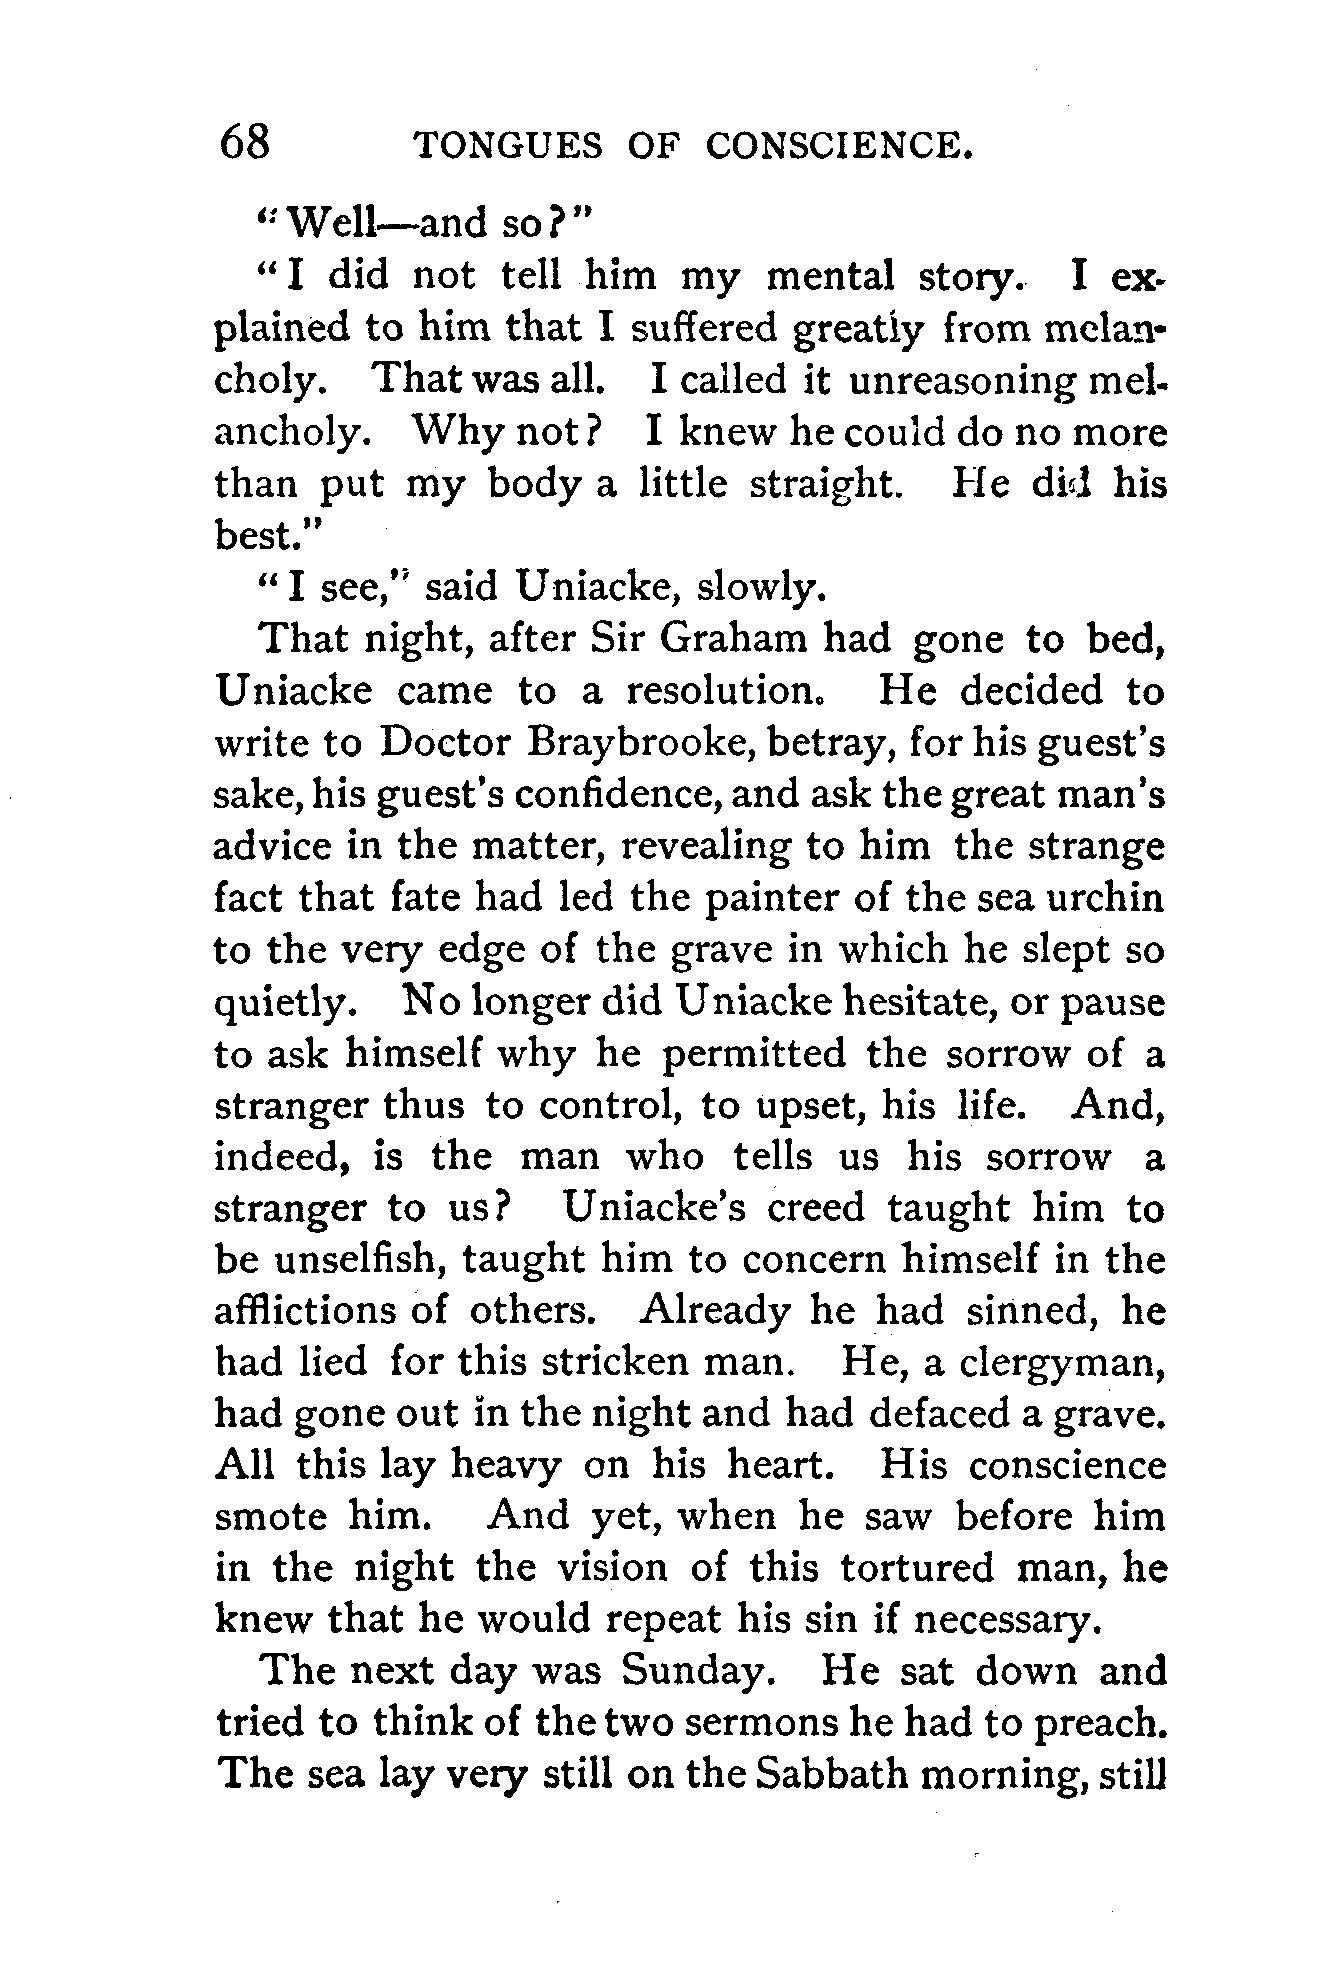 68 TONGUES OF CONSCIENCE.
"Well—and so?"
"I did not tell him my mental story. I ex-
plained to him that I suffered greatly from melan-
choly. That was all. I called it unreasoning mel-
ancholy. Why not? I knew he could do no more
than put my body a little straight. He did his
best."
"I see," said Uniacke, slowly.
That night, after Sir Graham had gone to bed,
Uniacke came to a resolution. He decided to
write to Doctor Braybrooke, betray, for his guest's
sake, his guest's confidence, and ask the great man's
advice in the matter, revealing to him the strange
fact that fate had led the painter of the sea urchin
to the very edge of the grave in which he slept so
quietly. No longer did Uniacke hesitate, or pause
to ask himself why he permitted the sorrow of a
stranger thus to control, to upset, his life. And,
indeed, is the man who tells us his sorrow a
stranger to us? Uniacke's creed taught him to
be unselfish, taught him to concern himself in the
afflictions of others. Already he had sinned, he
had lied for this stricken man. He, a clergyman,
had gone out in the night and had defaced a grave.
All this lay heavy on his heart. His conscience
smote him. And yet, when he saw before him
in the night the vision of this tortured man, he
knew that he would repeat his sin if necessary.
The next day was Sunday. He sat down and
tried to think of the two sermons he had to preach.
The sea lay very still on the Sabbath morning, still